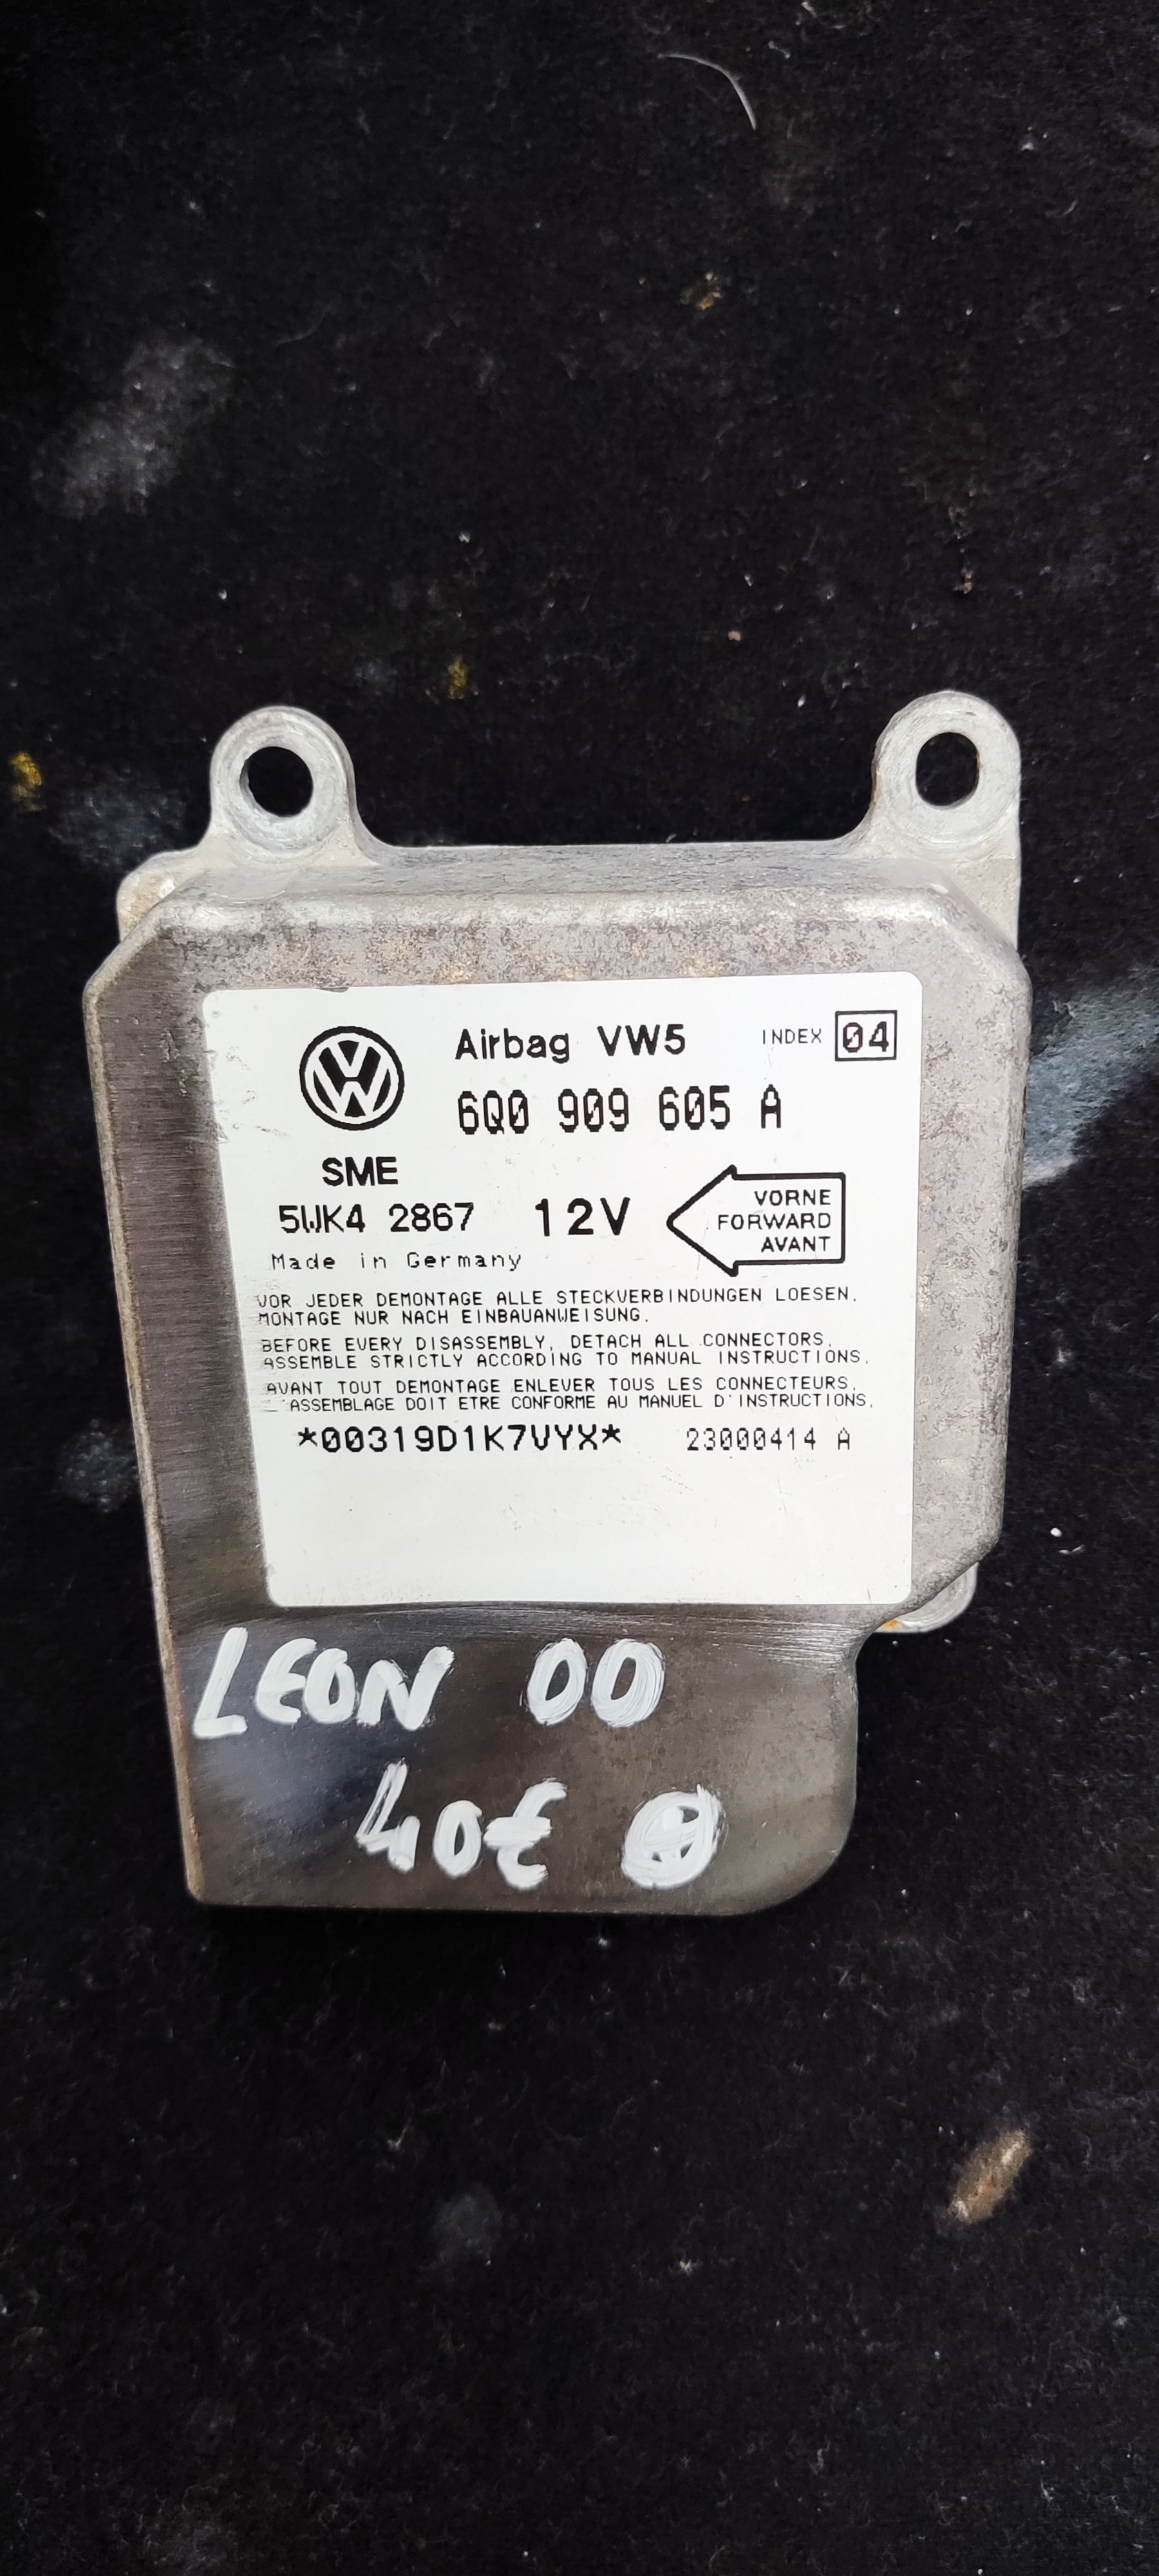 Airbag VW5 INDEX 04
6Q0 909 605 A
SME
5WK4 2867 12V
VORNE
FORWARD
AVANT
Made in Germany
VOR JEDER DEMONTAGE ALLE STECKVERBINDUNGEN LOESEN.
MONTAGE NUR NACH EINBAUANWEISUNG.
BEFORE EVERY DISASSEMBLY, DETACH ALL CONNECTORS.
ASSEMBLE STRICTLY ACCORDING TO MANUAL INSTRUCTIONS.
AVANT TOUT DEMONTAGE ENLEVER TOUS LES CONNECTEURS.
L'ASSEMBLAGE DOIT ETRE CONFORME AU MANUEL D'INSTRUCTIONS.
*00319D1K7VYX* 23000414 A
LEON 00
40€